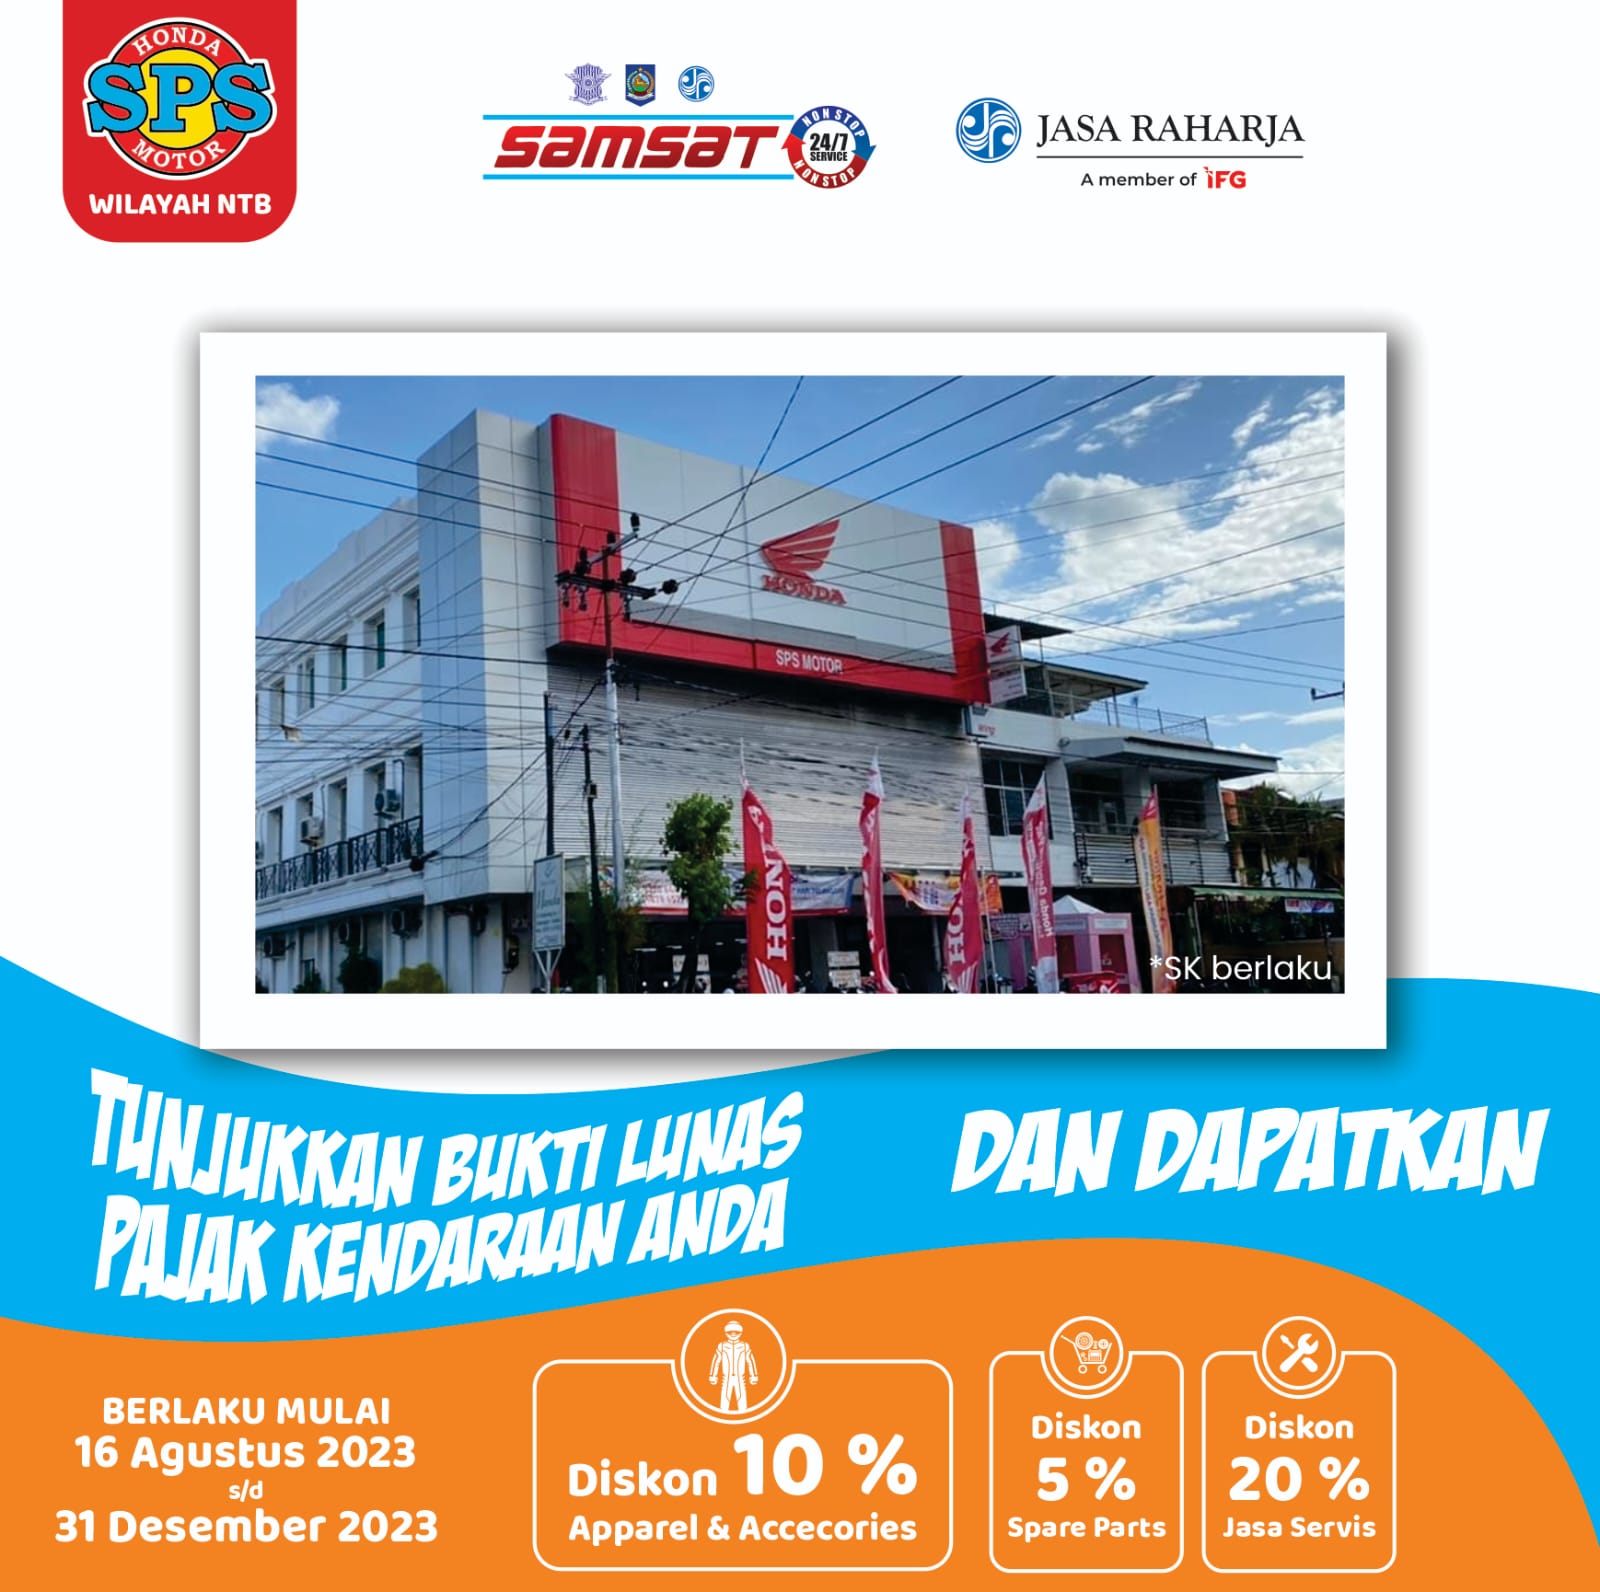 HONDA
SPS
MOTOR
WILAYAH NTB
SAMSAT
NON STOP
24/7
SERVICE
NON STOP
JASA RAHARJA
A member of IFG
HONDA
SPS MOTOR
HONDA
HONDA
*SK berlaku
TUNJUKKAN BUKTI LUNAS
PAJAK KENDARAAN ANDA
DAN DAPATKAN
BERLAKU MULAI
16 Agustus 2023
s/d
31 Desember 2023
Diskon 10 %
Apparel & Accecories
Diskon
5 %
Spare Parts
Diskon
20 %
Jasa Servis